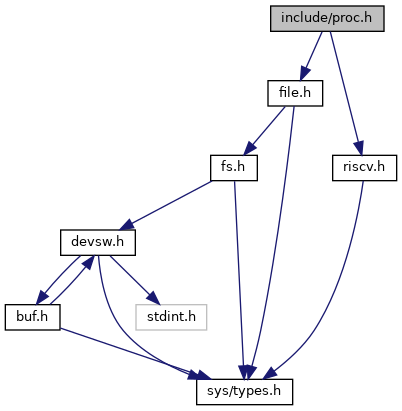 include/proc.h
file.h
fs.h
riscv.h
devsw.h
buf.h
stdint.h
sys/types.h